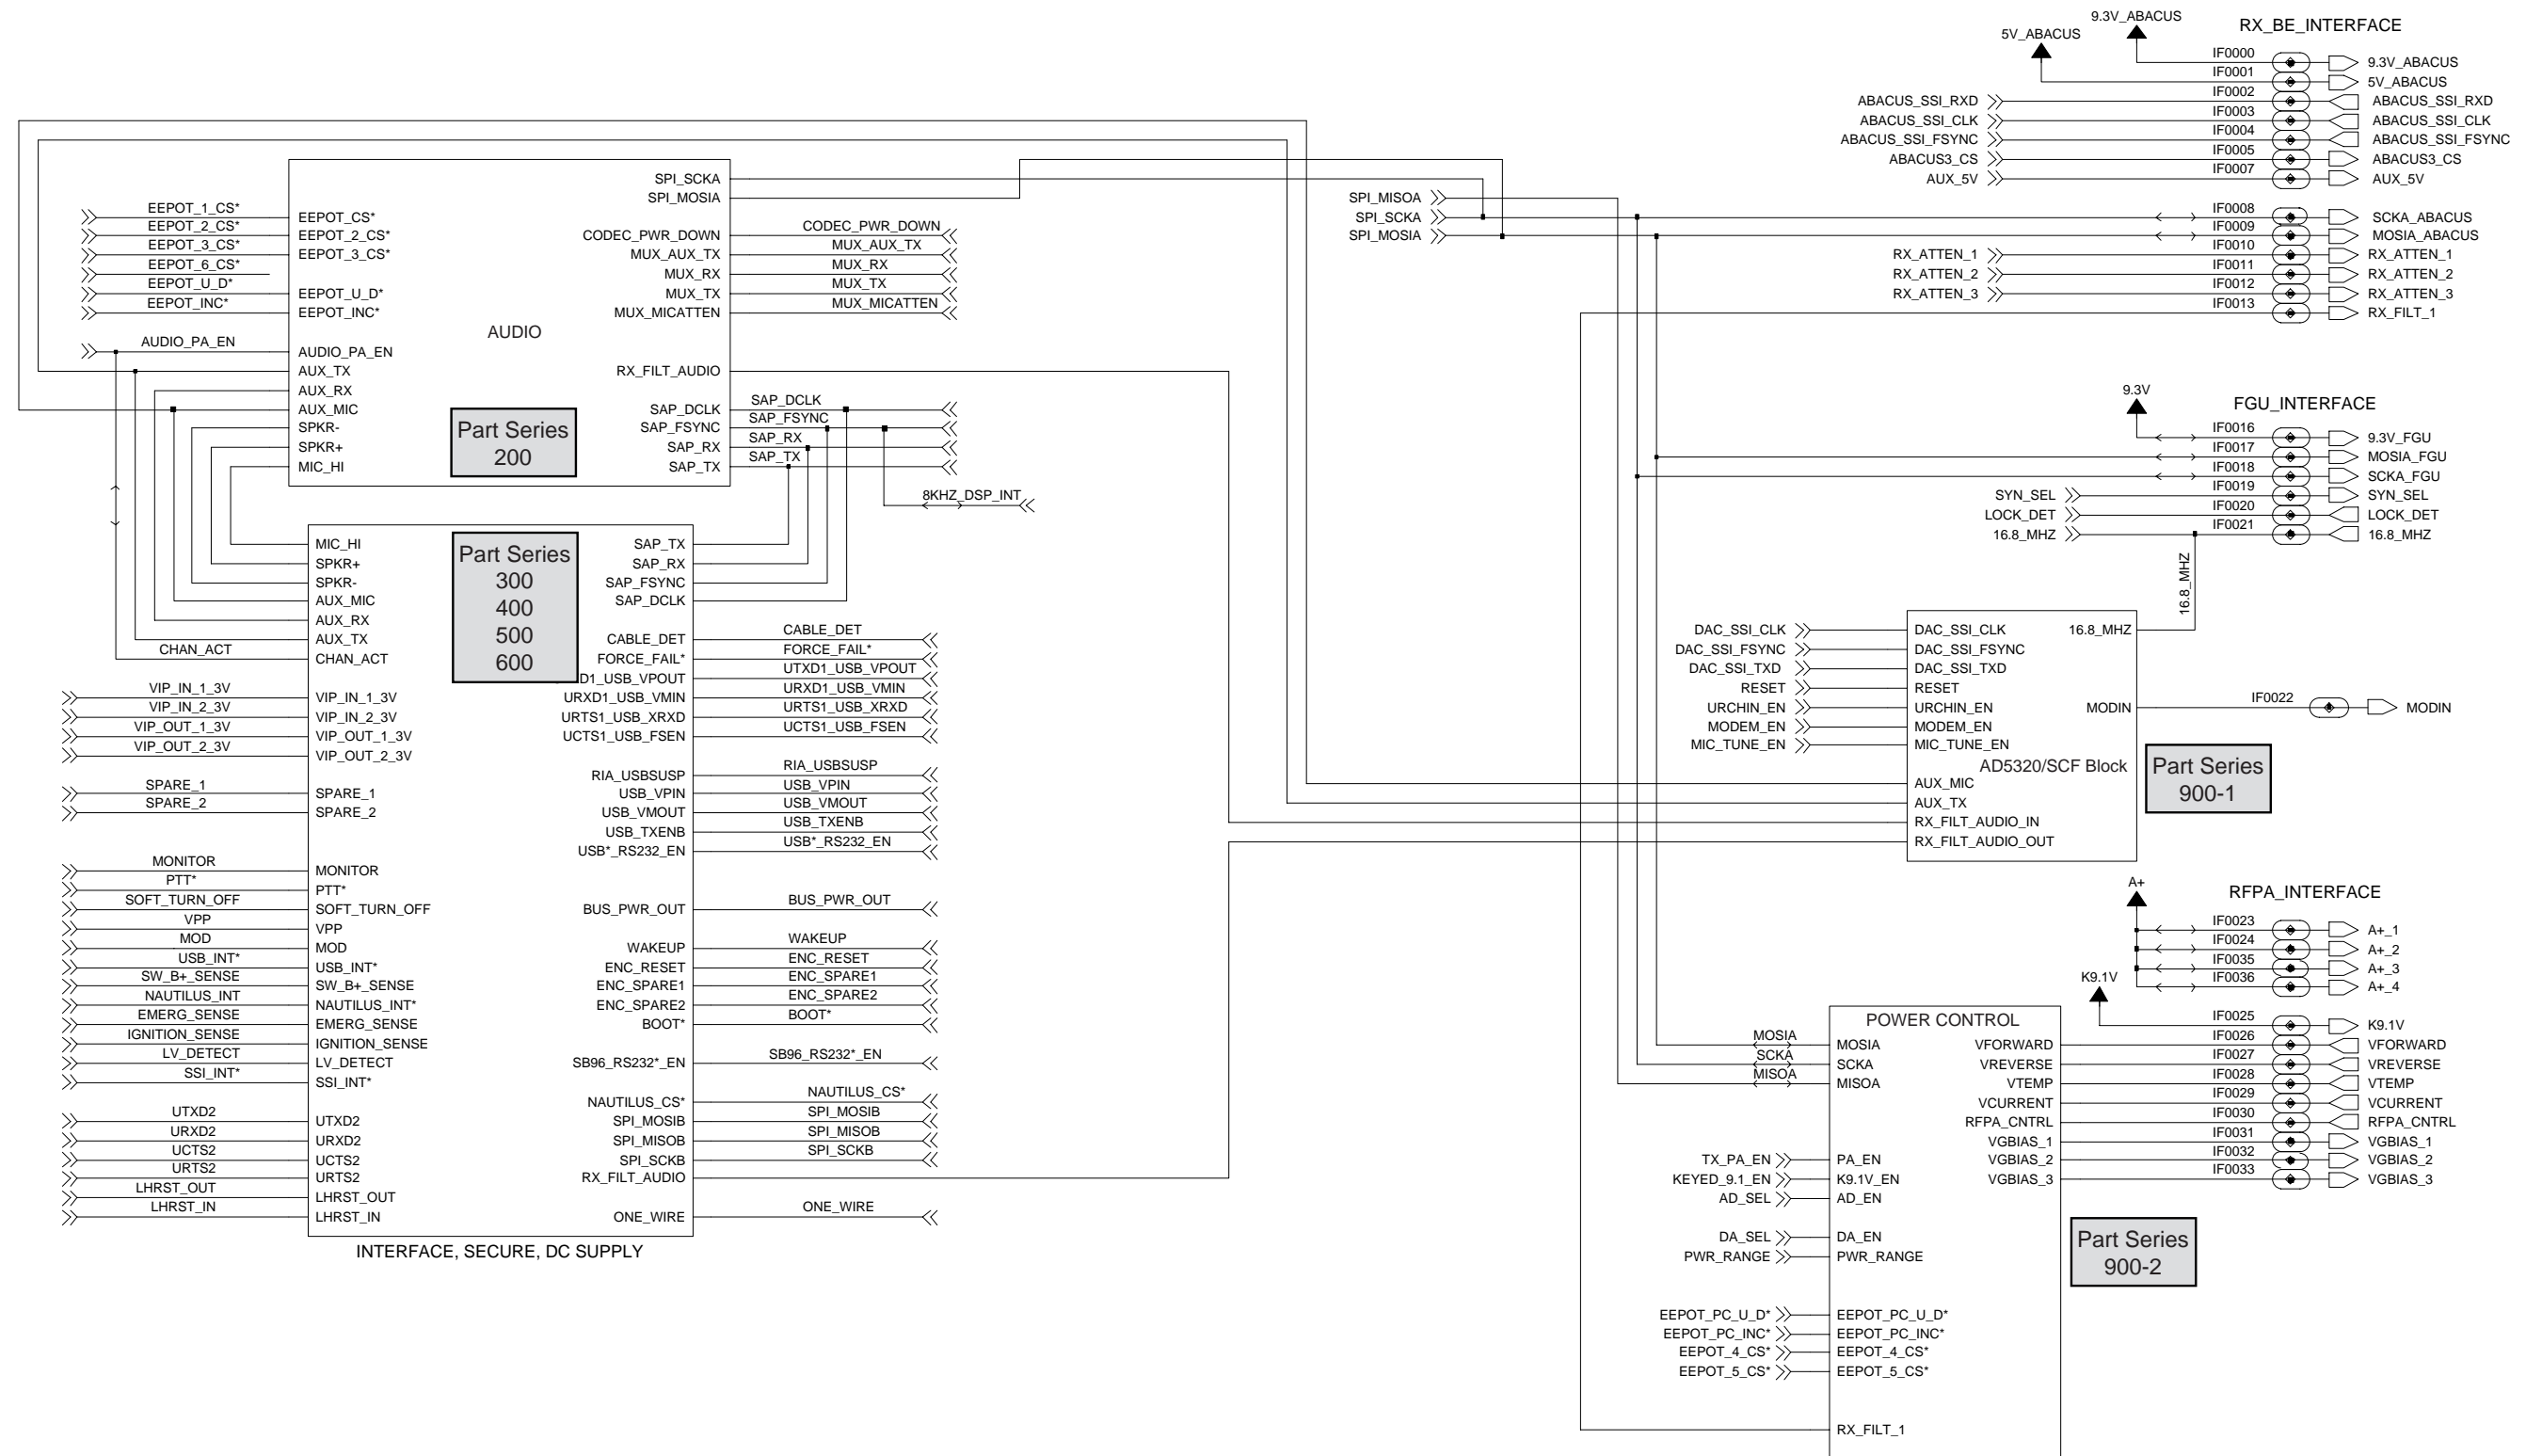 9.3V_ABACUS
5V_ABACUS
RX_BE_INTERFACE
IF0000
9.3V_ABACUS
IF0001
5V_ABACUS
ABACUS_SSI_RXD
IF0002
ABACUS_SSI_RXD
ABACUS_SSI_CLK
IF0003
ABACUS_SSI_CLK
ABACUS_SSI_FSYNC
IF0004
ABACUS_SSI_FSYNC
ABACUS3_CS
IF0005
ABACUS3_CS
AUX_5V
IF0007
AUX_5V
SPI_MISOA
SPI_SCKA
IF0008
SCKA_ABACUS
SPI_MOSIA
IF0009
MOSIA_ABACUS
RX_ATTEN_1
IF0010
RX_ATTEN_1
RX_ATTEN_2
IF0011
RX_ATTEN_2
RX_ATTEN_3
IF0012
RX_ATTEN_3
IF0013
RX_FILT_1
EEPOT_1_CS*
EEPOT_2_CS*
EEPOT_3_CS*
EEPOT_6_CS*
EEPOT_U_D*
EEPOT_INC*
AUDIO_PA_EN
EEPOT_CS*
EEPOT_2_CS*
EEPOT_3_CS*
EEPOT_U_D*
EEPOT_INC*
AUDIO_PA_EN
AUX_TX
AUX_RX
AUX_MIC
SPKR-
SPKR+
MIC_HI
AUDIO
Part Series
200
SPI_SCKA
SPI_MOSIA
CODEC_PWR_DOWN
MUX_AUX_TX
MUX_RX
MUX_TX
MUX_MICATTEN
RX_FILT_AUDIO
SAP_DCLK
SAP_FSYNC
SAP_RX
SAP_TX
CODEC_PWR_DOWN
MUX_AUX_TX
MUX_RX
MUX_TX
MUX_MICATTEN
SAP_DCLK
SAP_FSYNC
SAP_RX
SAP_TX
8KHZ_DSP_INT
9.3V
FGU_INTERFACE
IF0016
9.3V_FGU
IF0017
MOSIA_FGU
IF0018
SCKA_FGU
SYN_SEL
IF0019
SYN_SEL
LOCK_DET
IF0020
LOCK_DET
16.8_MHZ
IF0021
16.8_MHZ
16.8_MHZ
CHAN_ACT
VIP_IN_1_3V
VIP_IN_2_3V
VIP_OUT_1_3V
VIP_OUT_2_3V
SPARE_1
SPARE_2
MONITOR
PTT*
SOFT_TURN_OFF
VPP
MOD
USB_INT*
SW_B+_SENSE
NAUTILUS_INT
EMERG_SENSE
IGNITION_SENSE
LV_DETECT
SSI_INT*
UTXD2
URXD2
UCTS2
URTS2
LHRST_OUT
LHRST_IN
MIC_HI
SPKR+
SPKR-
AUX_MIC
AUX_RX
AUX_TX
CHAN_ACT
VIP_IN_1_3V
VIP_IN_2_3V
VIP_OUT_1_3V
VIP_OUT_2_3V
SPARE_1
SPARE_2
MONITOR
PTT*
SOFT_TURN_OFF
VPP
MOD
USB_INT*
SW_B+_SENSE
NAUTILUS_INT*
EMERG_SENSE
IGNITION_SENSE
LV_DETECT
SSI_INT*
UTXD2
URXD2
UCTS2
URTS2
LHRST_OUT
LHRST_IN
Part Series
300
400
500
600
SAP_TX
SAP_RX
SAP_FSYNC
SAP_DCLK
CABLE_DET
FORCE_FAIL*
D1_USB_VPOUT
URXD1_USB_VMIN
URTS1_USB_XRXD
UCTS1_USB_FSEN
RIA_USBSUSP
USB_VPIN
USB_VMOUT
USB_TXENB
USB*_RS232_EN
BUS_PWR_OUT
WAKEUP
ENC_RESET
ENC_SPARE1
ENC_SPARE2
BOOT*
SB96_RS232*_EN
NAUTILUS_CS*
SPI_MOSIB
SPI_MISOB
SPI_SCKB
RX_FILT_AUDIO
ONE_WIRE
CABLE_DET
FORCE_FAIL*
UTXD1_USB_VPOUT
URXD1_USB_VMIN
URTS1_USB_XRXD
UCTS1_USB_FSEN
RIA_USBSUSP
USB_VPIN
USB_VMOUT
USB_TXENB
USB*_RS232_EN
BUS_PWR_OUT
WAKEUP
ENC_RESET
ENC_SPARE1
ENC_SPARE2
BOOT*
SB96_RS232*_EN
NAUTILUS_CS*
SPI_MOSIB
SPI_MISOB
SPI_SCKB
ONE_WIRE
INTERFACE, SECURE, DC SUPPLY
DAC_SSI_CLK
DAC_SSI_FSYNC
DAC_SSI_TXD
RESET
URCHIN_EN
MODEM_EN
MIC_TUNE_EN
DAC_SSI_CLK
DAC_SSI_FSYNC
DAC_SSI_TXD
RESET
URCHIN_EN
MODEM_EN
MIC_TUNE_EN
AD5320/SCF Block
AUX_MIC
AUX_TX
RX_FILT_AUDIO_IN
RX_FILT_AUDIO_OUT
16.8_MHZ
MODIN
IF0022
MODIN
Part Series
900-1
A+
RFPA_INTERFACE
IF0023
A+_1
IF0024
A+_2
IF0035
A+_3
IF0036
A+_4
K9.1V
IF0025
K9.1V
IF0026
VFORWARD
IF0027
VREVERSE
IF0028
VTEMP
IF0029
VCURRENT
IF0030
RFPA_CNTRL
IF0031
VGBIAS_1
IF0032
VGBIAS_2
IF0033
VGBIAS_3
POWER CONTROL
MOSIA
SCKA
MISOA
TX_PA_EN
KEYED_9.1_EN
AD_SEL
DA_SEL
PWR_RANGE
EEPOT_PC_U_D*
EEPOT_PC_INC*
EEPOT_4_CS*
EEPOT_5_CS*
MOSIA
SCKA
MISOA
PA_EN
K9.1V_EN
AD_EN
DA_EN
PWR_RANGE
EEPOT_PC_U_D*
EEPOT_PC_INC*
EEPOT_4_CS*
EEPOT_5_CS*
RX_FILT_1
VFORWARD
VREVERSE
VTEMP
VCURRENT
RFPA_CNTRL
VGBIAS_1
VGBIAS_2
VGBIAS_3
Part Series
900-2